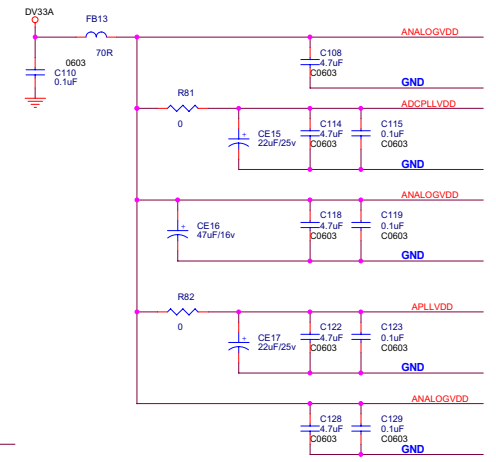 DV33A
FB13
70R
ANALOGVDD
0603
C110
0.1uF
C108
4.7uF
C0603
GND
R81
0
ADCPLLVDD
CE15
22uF/25v
C114
4.7uF
C0603
C115
0.1uF
C0603
GND
ANALOGVDD
CE16
47uF/16v
C118
4.7uF
C0603
C119
0.1uF
C0603
GND
R82
0
APLLVDD
CE17
22uF/25v
C122
4.7uF
C0603
C123
0.1uF
C0603
GND
ANALOGVDD
C128
4.7uF
C0603
C129
0.1uF
C0603
GND